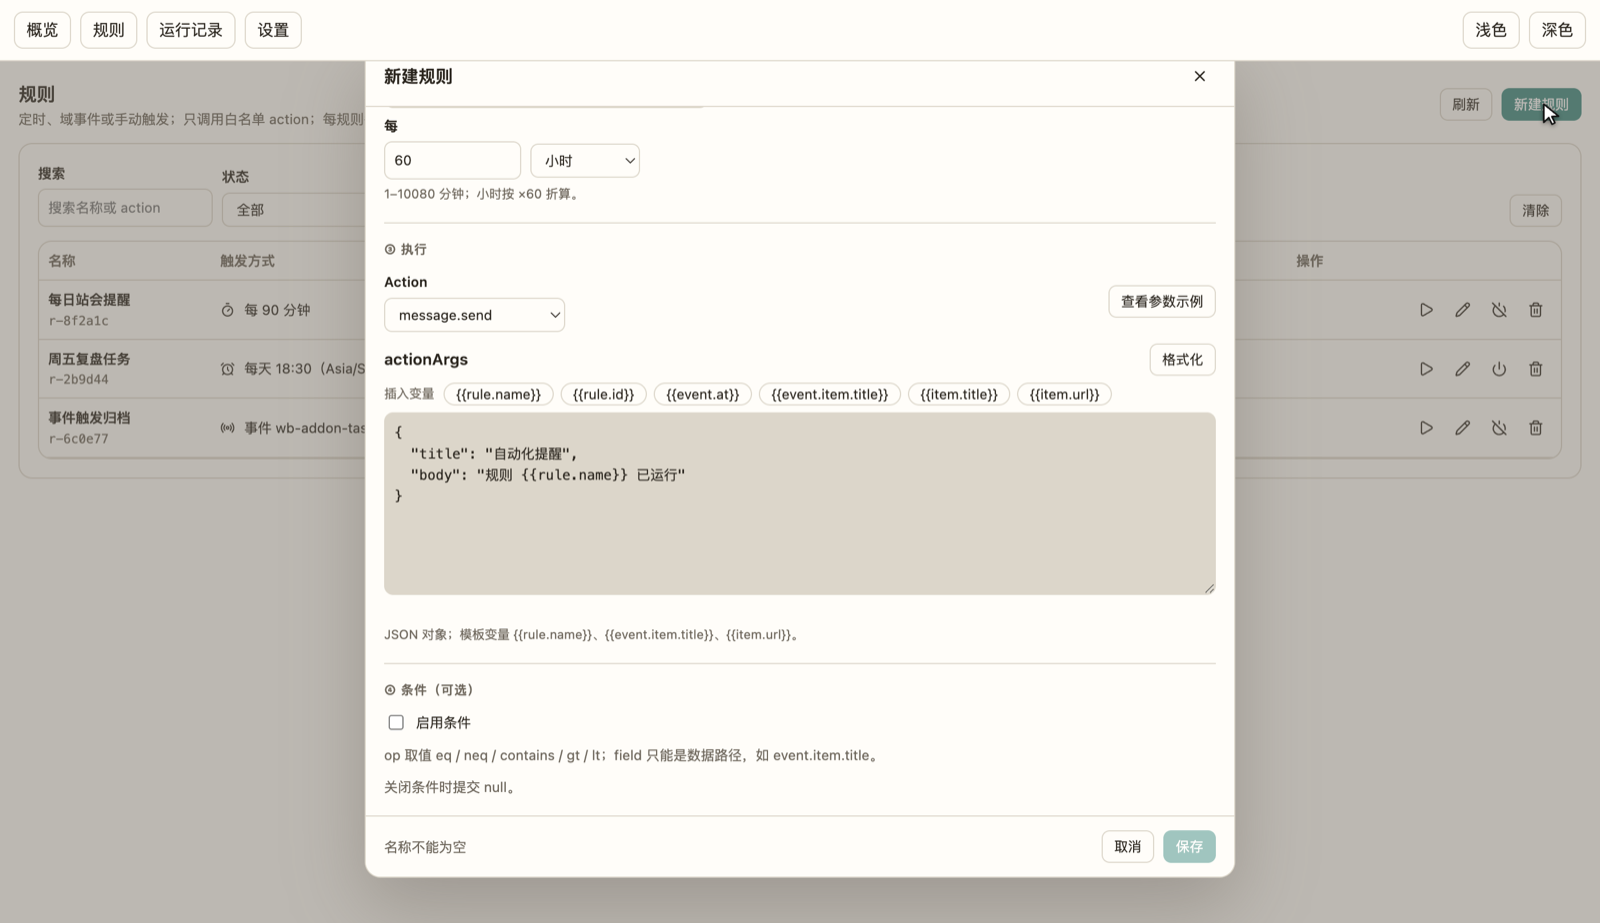 概览 规则 运行记录 设置 浅色 深色
规则
定时、域事件或手动触发；只调用白名单 action；每规则
刷新 新建规则
搜索
搜索名称或 action
状态
全部
清除
名称 触发方式 操作
每日站会提醒
r-8f2a1c
每 90 分钟
周五复盘任务
r-2b9d44
每天 18:30（Asia/S
事件触发归档
r-6c0e77
事件 wb-addon-tas
新建规则
每
60 小时
1–10080 分钟；小时按 ×60 折算。
③ 执行
Action
message.send
查看参数示例
actionArgs
格式化
插入变量 {{rule.name}} {{rule.id}} {{event.at}} {{event.item.title}} {{item.title}} {{item.url}}
{
"title": "自动化提醒",
"body": "规则 {{rule.name}} 已运行"
}
JSON 对象；模板变量 {{rule.name}}、{{event.item.title}}、{{item.url}}。
④ 条件（可选）
启用条件
op 取值 eq / neq / contains / gt / lt；field 只能是数据路径，如 event.item.title。
关闭条件时提交 null。
名称不能为空
取消 保存